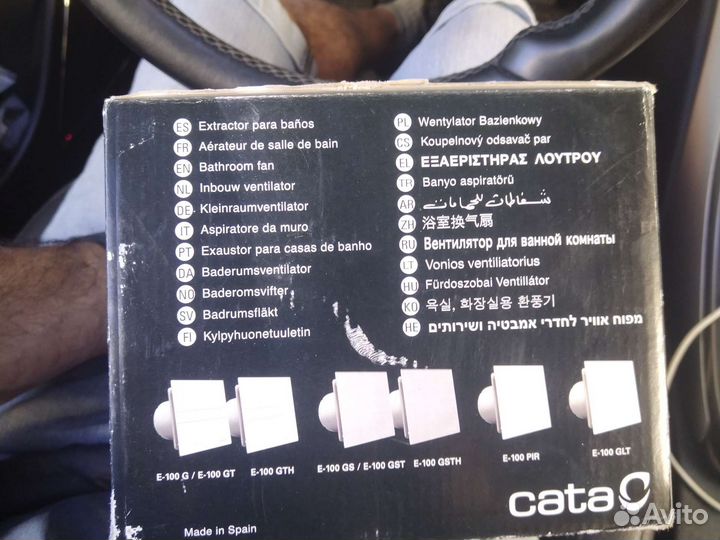 ES Extractor para baños
FR Aérateur de salle de bain
EN Bathroom fan
NL Inbouw ventilator
DE Kleinraumventilator
IT Aspiratore da muro
PT Exaustor para casas de banho
DA Baderumsventilator
NO Baderomsvifter
SV Badrumsfläkt
FI Kylpyhuonetuuletin
PL Wentylator Bazienkowy
CS Koupelnový odsavač par
EL ΕΞΑΕΡΙΣΤΗΡΑΣ ΛΟΥΤΡΟΥ
TR Banyo aspiratörü
AR شفاطات للحمامات
ZH 浴室换气扇
RU Вентилятор для ванной комнаты
LT Vonios ventiliatorius
HU Fürdoszobai Ventillátor
KO 욕실, 화장실용 환풍기
HE מפוח אוויר לחדרי אמבטיה ושירותים
E-100 G / E-100 GT
E-100 GTH
E-100 GS / E-100 GST
E-100 GSTH
E-100 PIR
E-100 GLT
cata
Made in Spain
Avito